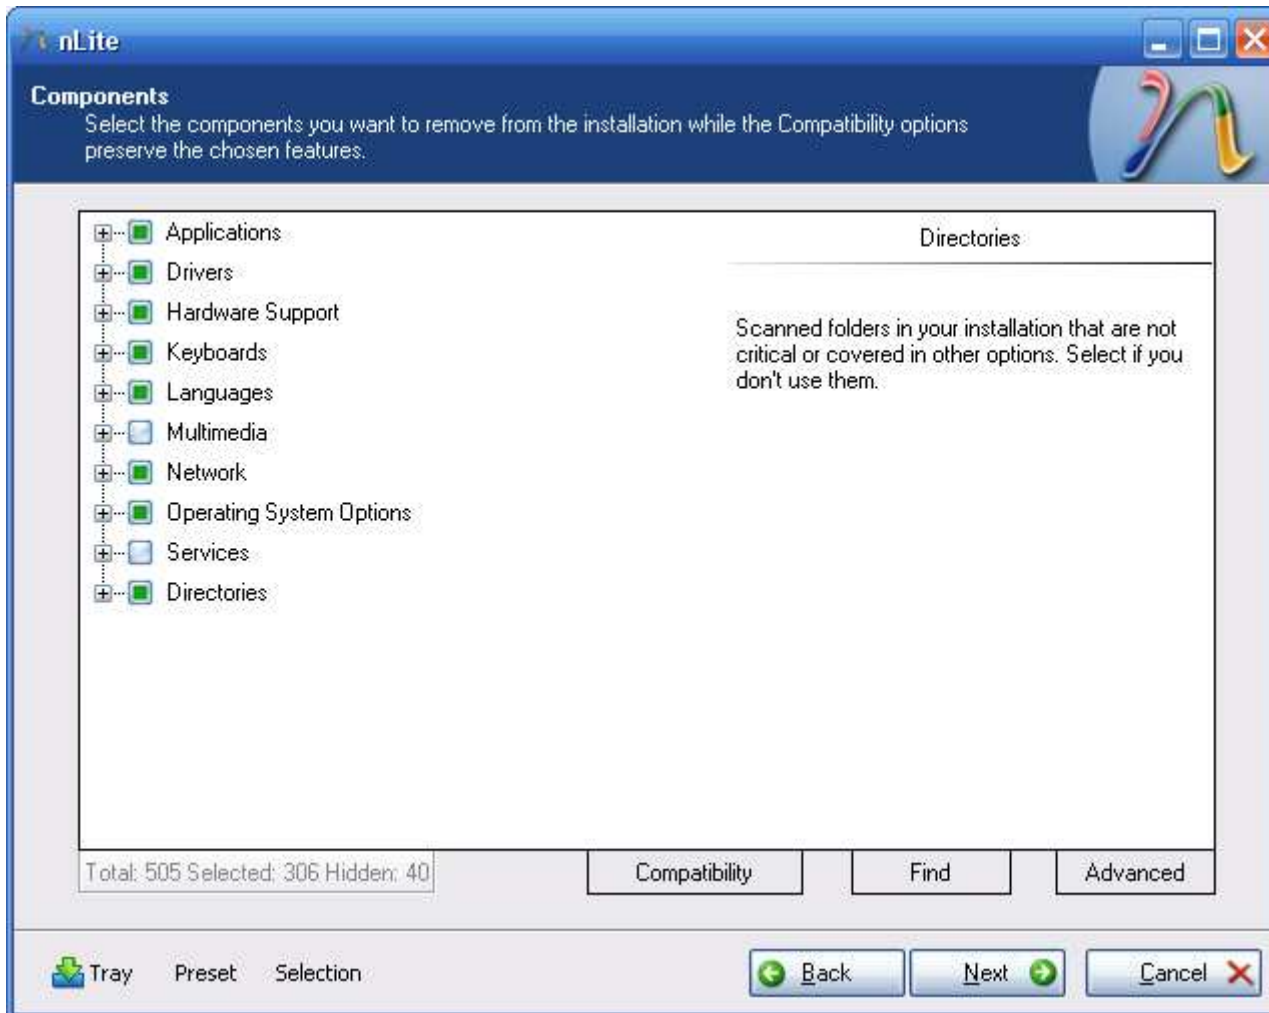 nLite
Components
Select the components you want to remove from the installation while the Compatibility options
preserve the chosen features.
Applications
Drivers
Hardware Support
Keyboards
Languages
Multimedia
Network
Operating System Options
Services
Directories
Directories
Scanned folders in your installation that are not
critical or covered in other options. Select if you
don't use them.
Total: 505 Selected: 306 Hidden: 40
Compatibility
Find
Advanced
Tray
Preset
Selection
Back
Next
Cancel